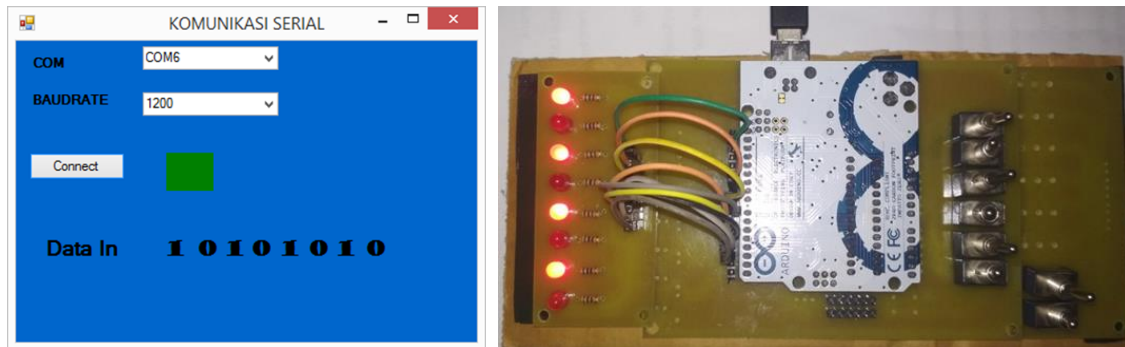 KOMUNIKASI SERIAL
COM
COM6
BAUDRATE
1200
Connect
Data In
1 0 1 0 1 0 1 0
ARDUINO